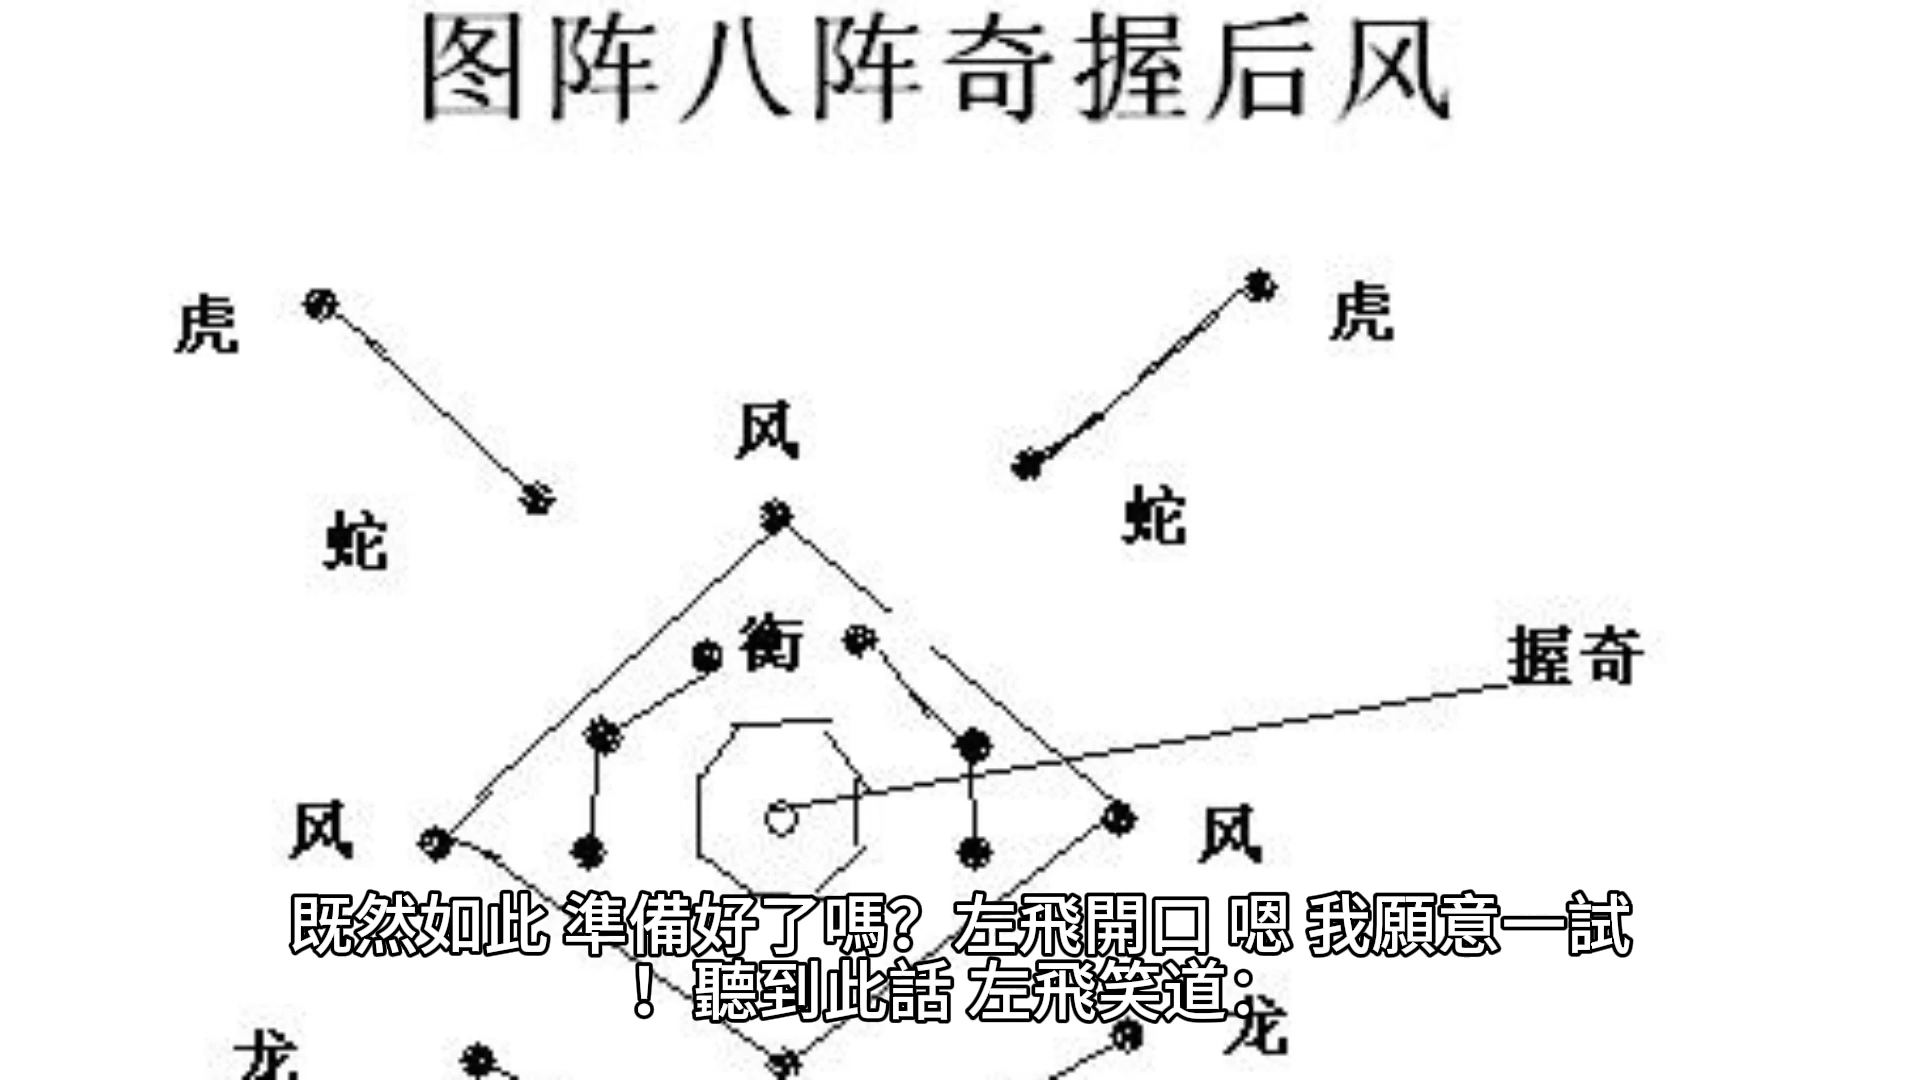 图阵八阵奇握后风
虎
虎
风
蛇
蛇
衡
握奇
风
风
既然如此 準備好了嗎？左飛開口 嗯 我願意一試
！聽到此話 左飛笑道：
龙
龙